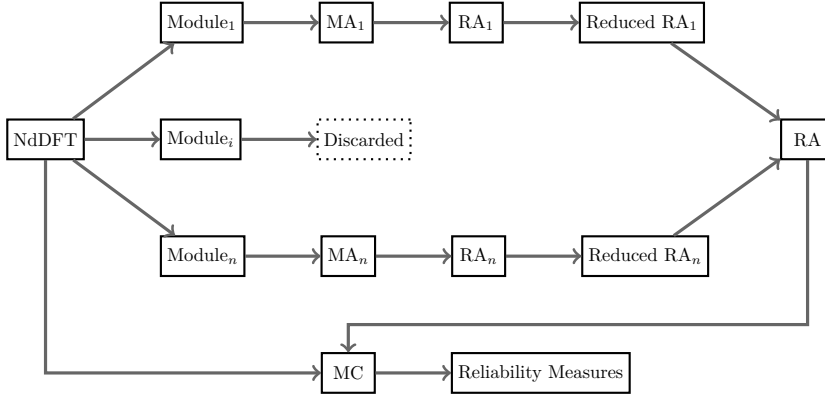 Module₁ MA₁ RA₁ Reduced RA₁
NdDFT Moduleᵢ Discarded RA
Moduleₙ MAₙ RAₙ Reduced RAₙ
MC Reliability Measures